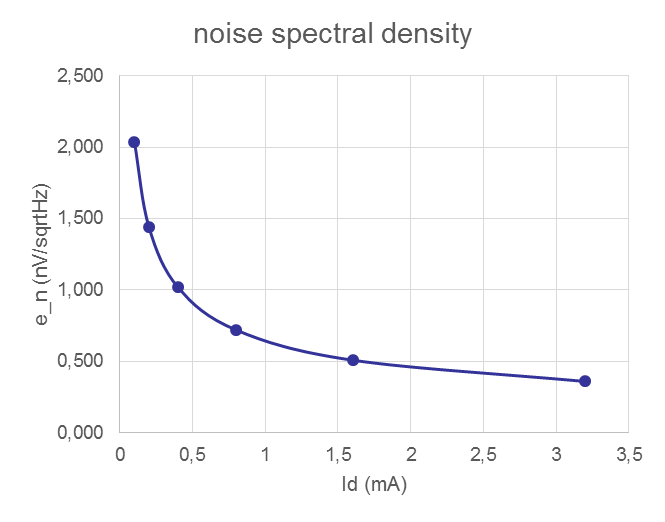 noise spectral density
2,500
2,000
1,500
1,000
0,500
0,000
e_n (nV/sqrtHz)
0 0,5 1 1,5 2 2,5 3 3,5
Id (mA)